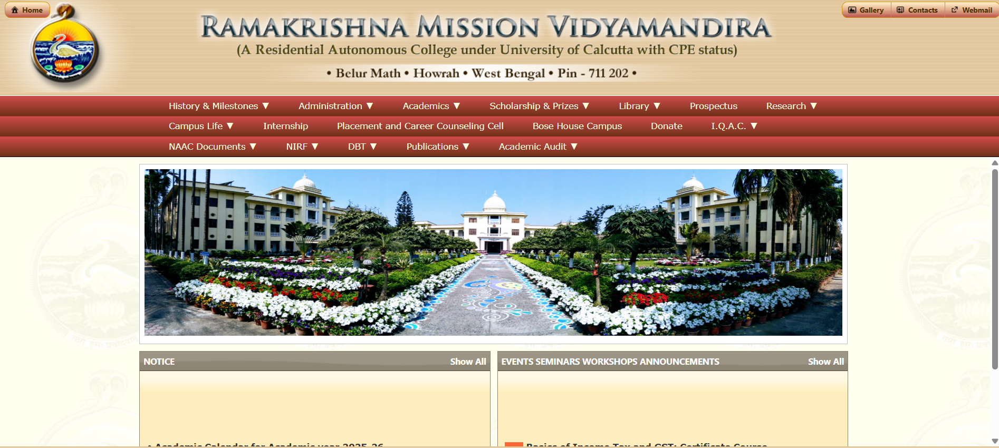 Home
Gallery Contacts Webmail
RAMAKRISHNA MISSION VIDYAMANDIRA
(A Residential Autonomous College under University of Calcutta with CPE status)
• Belur Math • Howrah • West Bengal • Pin - 711 202 •
History & Milestones ▼ Administration ▼ Academics ▼ Scholarship & Prizes ▼ Library ▼ Prospectus Research ▼
Campus Life ▼ Internship Placement and Career Counseling Cell Bose House Campus Donate I.Q.A.C. ▼
NAAC Documents ▼ NIRF ▼ DBT ▼ Publications ▼ Academic Audit ▼
NOTICE Show All
EVENTS SEMINARS WORKSHOPS ANNOUNCEMENTS Show All
• Academic Calendar for Academic year 2025-26
Basics of Income Tax and GST: Certificate Course